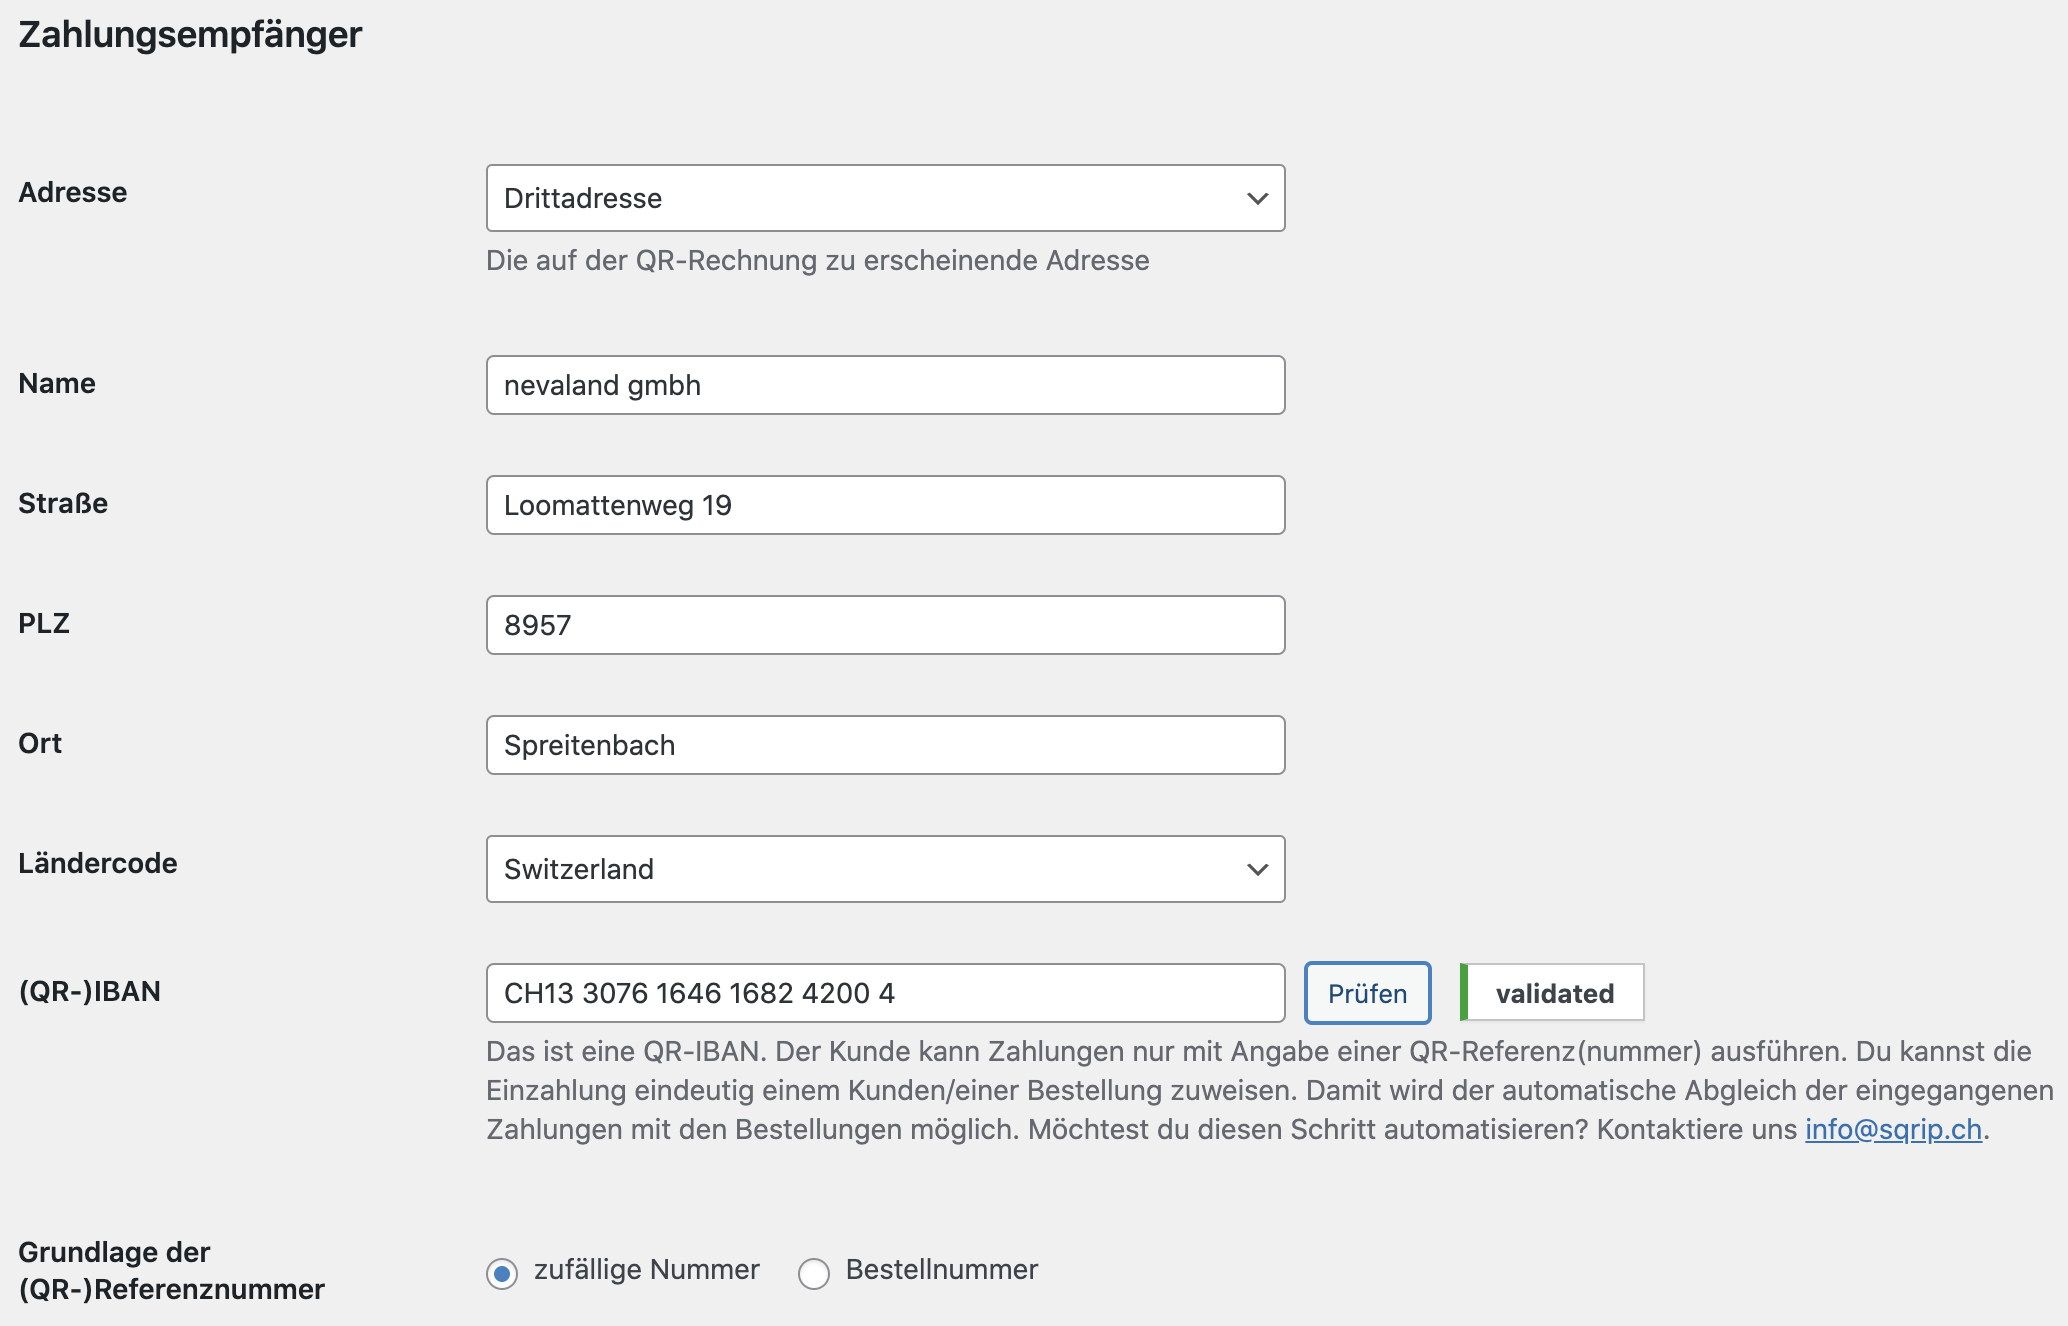 Zahlungsempfänger
Adresse
Drittadresse
Die auf der QR-Rechnung zu erscheinende Adresse
Name
nevaland gmbh
Straße
Loomattenweg 19
PLZ
8957
Ort
Spreitenbach
Ländercode
Switzerland
(QR-)IBAN
CH13 3076 1646 1682 4200 4
Prüfen
validated
Das ist eine QR-IBAN. Der Kunde kann Zahlungen nur mit Angabe einer QR-Referenz(nummer) ausführen. Du kannst die
Einzahlung eindeutig einem Kunden/einer Bestellung zuweisen. Damit wird der automatische Abgleich der eingegangenen
Zahlungen mit den Bestellungen möglich. Möchtest du diesen Schritt automatisieren? Kontaktiere uns info@sqrip.ch.
Grundlage der
(QR-)Referenznummer
zufällige Nummer
Bestellnummer